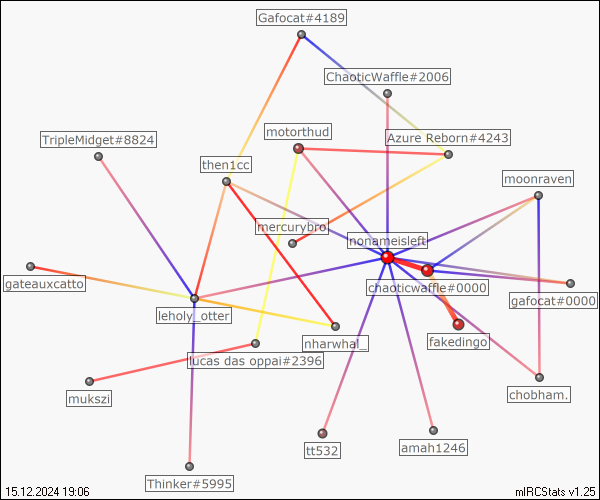 Gafocat#4189
ChaoticWaffle#2006
motorthud
Azure Reborn#4243
TripleMidget#8824
then1cc
moonraven
mercurybro
nonameisleft
gateauxcatto
chaoticwaffle#0000
gafocat#0000
leholy_otter
nharwhal_
fakedingo
lucas das oppai#2396
mukszi
chobham.
tt532
amah1246
Thinker#5995
15.12.2024 19:06
mIRCStats v1.25